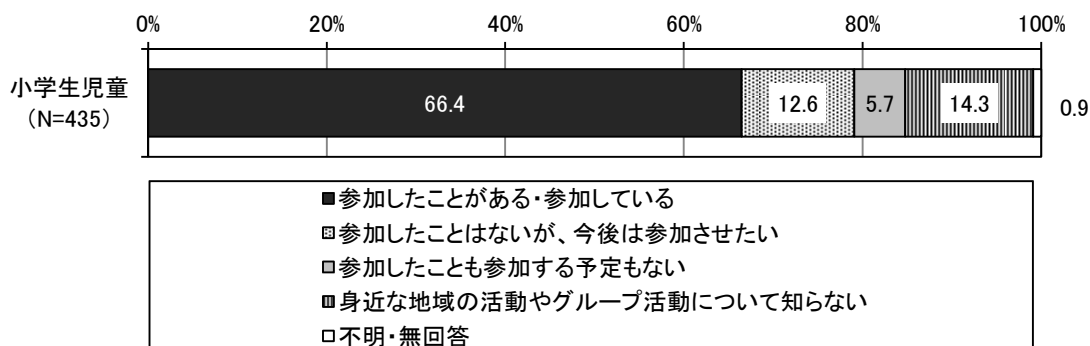 0% 20% 40% 60% 80% 100%
小学生児童
（N=435）
66.4 12.6 5.7 14.3 0.9
■参加したことがある・参加している
参加したことはないが、今後は参加させたい
参加したことも参加する予定もない
身近な地域の活動やグループ活動について知らない
□不明・無回答